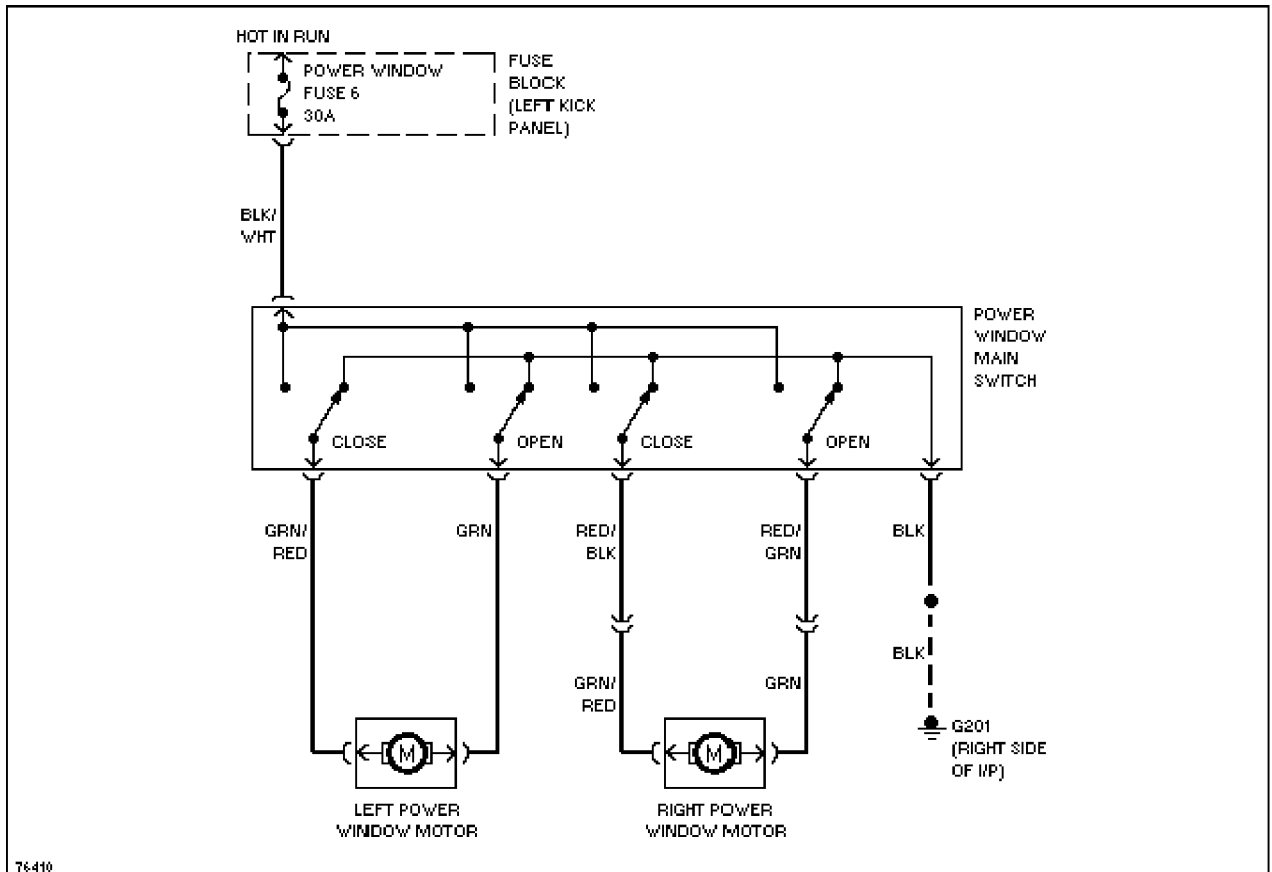 HOT IN RUN
POWER WINDOW
FUSE 6
30A
FUSE
BLOCK
(LEFT KICK
PANEL)
BLK/
WHT
POWER
WINDOW
MAIN
SWITCH
CLOSE
OPEN
CLOSE
OPEN
GRN/
RED
GRN
RED/
BLK
RED/
GRN
BLK
BLK
GRN/
RED
GRN
G201
(RIGHT SIDE
OF I/P)
M
M
LEFT POWER
WINDOW MOTOR
RIGHT POWER
WINDOW MOTOR
76410